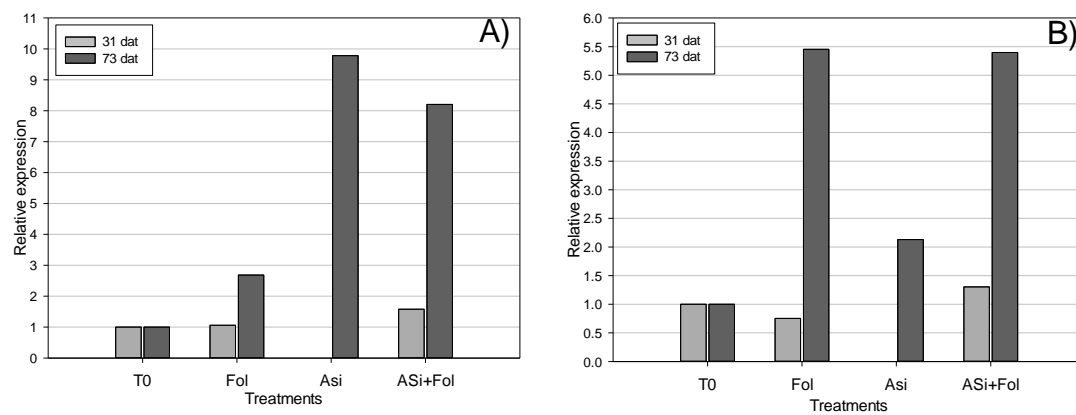 A)
31 dat
73 dat
Relative expression
11
10
9
8
7
6
5
4
3
2
1
0
T0 Fol Asi ASi+Fol
Treatments
B)
31 dat
73 dat
Relative expression
6.0
5.5
5.0
4.5
4.0
3.5
3.0
2.5
2.0
1.5
1.0
0.5
0.0
T0 Fol Asi ASi+Fol
Treatments